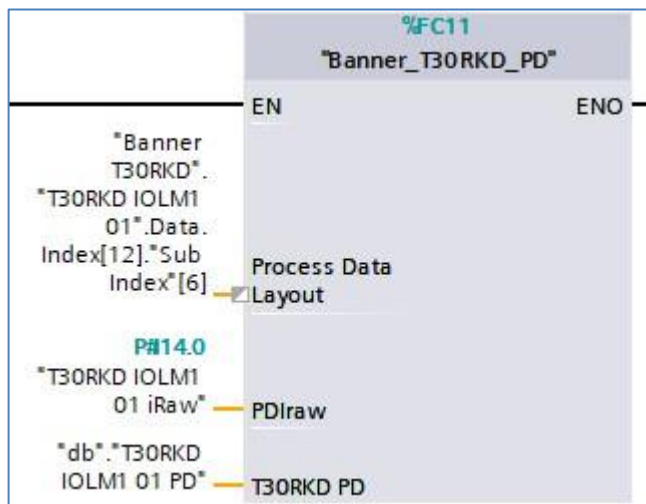 %FC11
"Banner_T30RKD_PD"
EN ENO
"Banner
T30RKD".
"T30RKD IOLM1
01".Data.
Index[12]."Sub
Index"[6]
Process Data
Layout
P#I14.0
"T30RKD IOLM1
01 iRaw"
PDIraw
"db"."T30RKD
IOLM1 01 PD"
T30RKD PD